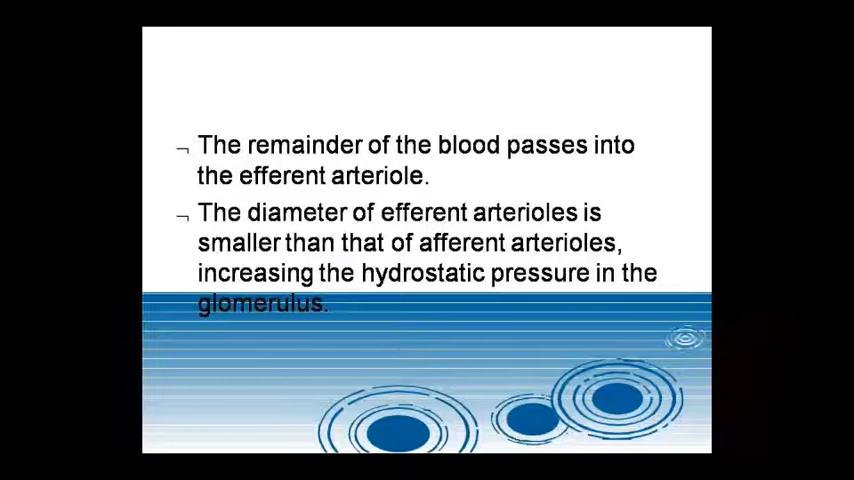 ¬ The remainder of the blood passes into
the efferent arteriole.
¬ The diameter of efferent arterioles is
smaller than that of afferent arterioles,
increasing the hydrostatic pressure in the
glomerulus.